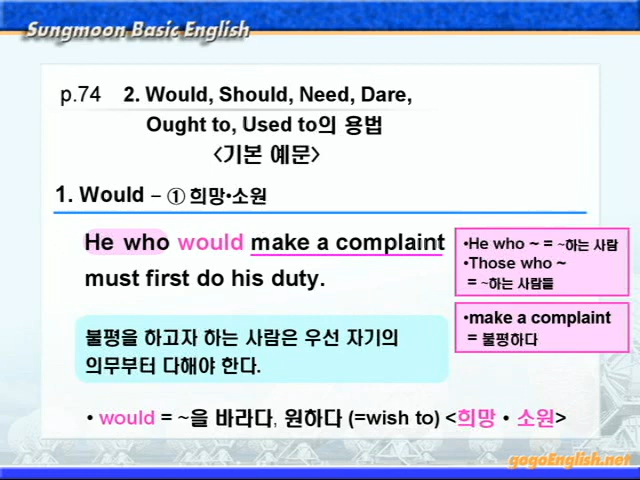 Sungmoon Basic English
p.74 2. Would, Should, Need, Dare,
Ought to, Used to의 용법
<기본 예문>
1. Would – ① 희망•소원
He who would make a complaint
must first do his duty.
•He who ~ = ~하는 사람
•Those who ~
= ~하는 사람들
•make a complaint
= 불평하다
불평을 하고자 하는 사람은 우선 자기의
의무부터 다해야 한다.
• would = ~을 바라다, 원하다 (=wish to) <희망 • 소원>
gogoEnglish.net